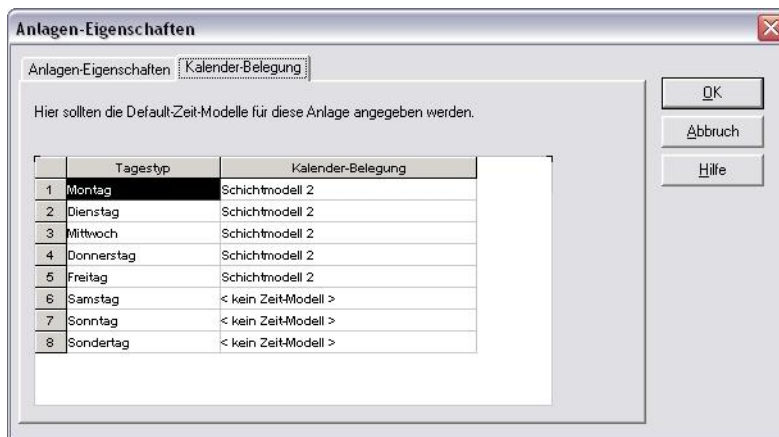 Anlagen-Eigenschaften
Anlagen-Eigenschaften Kalender-Belegung
Hier sollten die Default-Zeit-Modelle für diese Anlage angegeben werden.
Tagestyp Kalender-Belegung
1 Montag Schichtmodell 2
2 Dienstag Schichtmodell 2
3 Mittwoch Schichtmodell 2
4 Donnerstag Schichtmodell 2
5 Freitag Schichtmodell 2
6 Samstag < kein Zeit-Modell >
7 Sonntag < kein Zeit-Modell >
8 Sondertag < kein Zeit-Modell >
OK
Abbruch
Hilfe